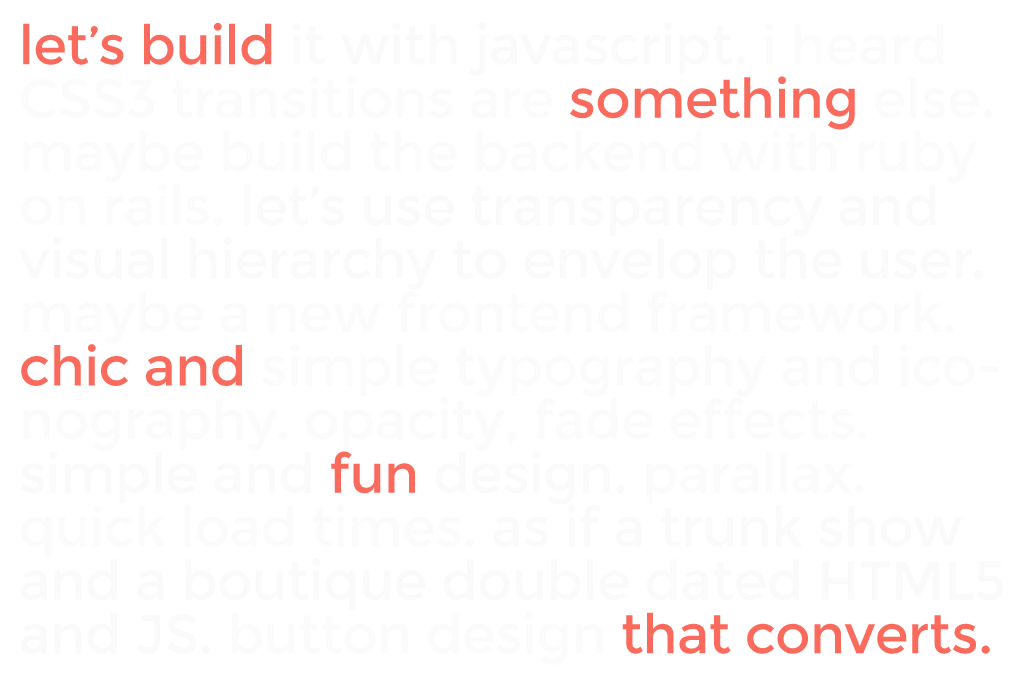 let’s build it with javascript, i heard
CSS3 transitions are something else.
maybe build the backend with ruby
on rails. let’s use transparency and
visual hierarchy to envelop the user.
maybe a new frontend framework.
chic and simple typography and ico-
nography. opacity, fade effects.
simple and fun design. parallax.
quick load times. as if a trunk show
and a boutique double dated HTML5
and JS. button design that converts.